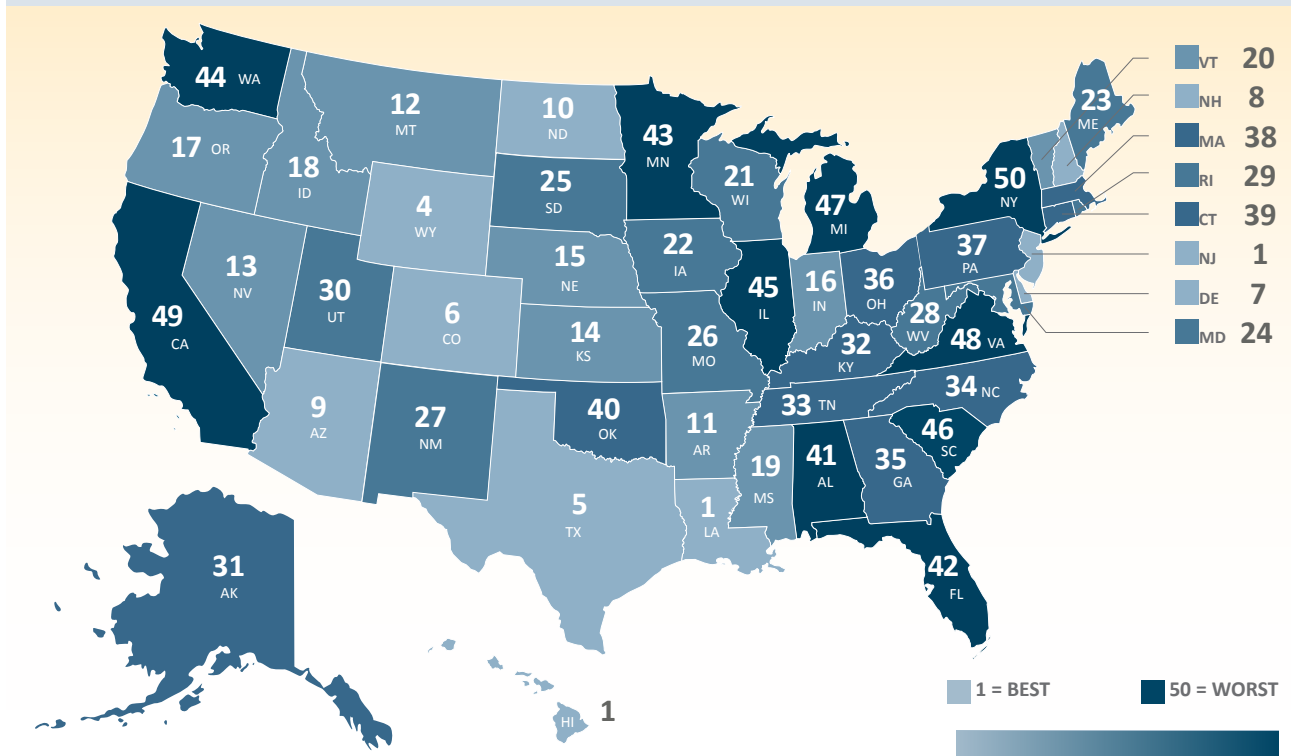 44 WA
12
MT
10
ND
43
MN
23
ME
VT 20
NH 8
MA 38
RI 29
CT 39
NJ 1
DE 7
MD 24
17 OR
18
ID
4
WY
25
SD
21
WI
47
MI
50
NY
49
CA
13
NV
30
UT
6
CO
15
NE
22
IA
45
IL
16
IN
36
OH
37
PA
28
WV
48 VA
14
KS
26
MO
32
KY
9
AZ
27
NM
40
OK
11
AR
33 TN
34 NC
46
SC
5
TX
1
LA
19
MS
41
AL
35
GA
42
FL
31
AK
HI 1
1 = BEST
50 = WORST